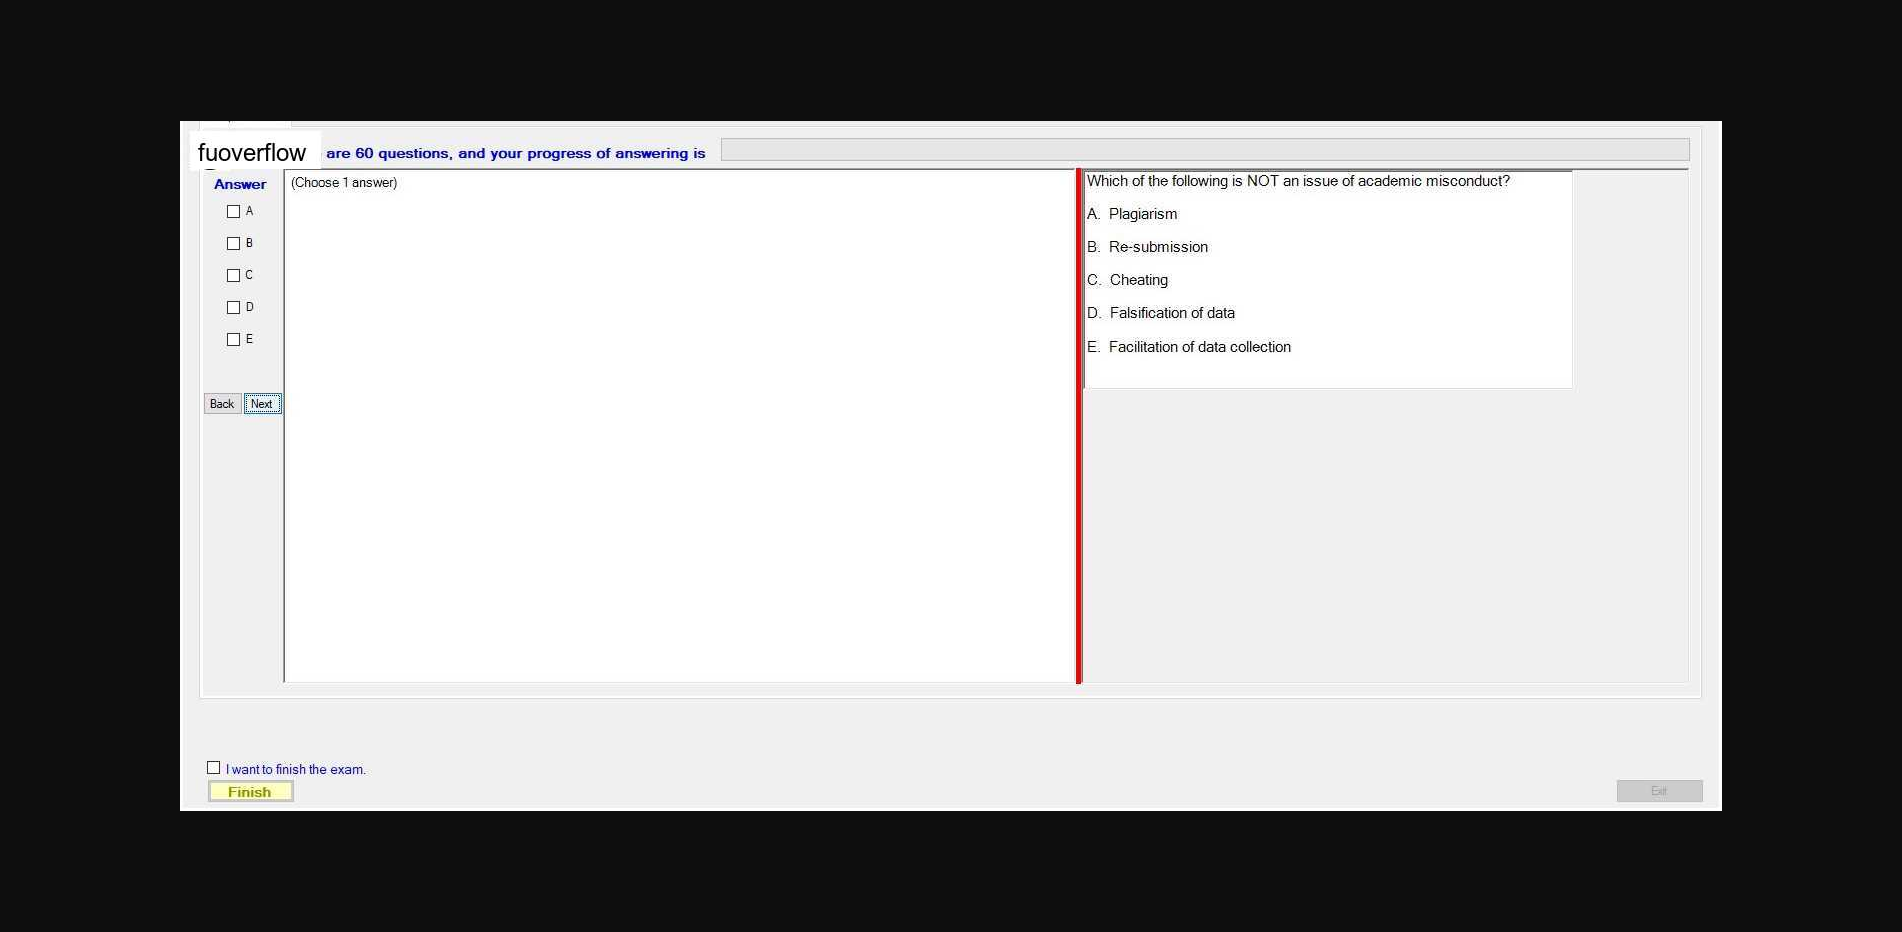 fuoverflow are 60 questions, and your progress of answering is
Answer
A
B
C
D
E
Back Next
(Choose 1 answer)
Which of the following is NOT an issue of academic misconduct?
A. Plagiarism
B. Re-submission
C. Cheating
D. Falsification of data
E. Facilitation of data collection
I want to finish the exam.
Finish
Exit